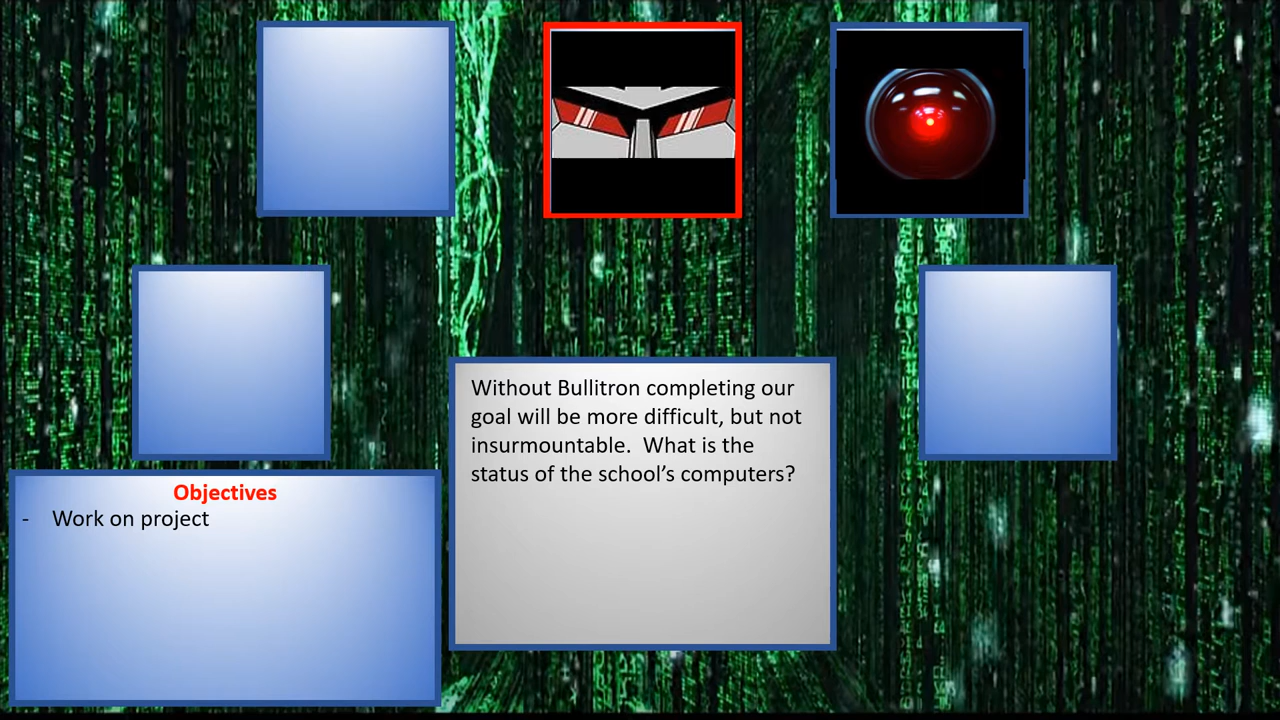 Without Bullitron completing our
goal will be more difficult, but not
insurmountable.  What is the
status of the school’s computers?
Objectives
-    Work on project